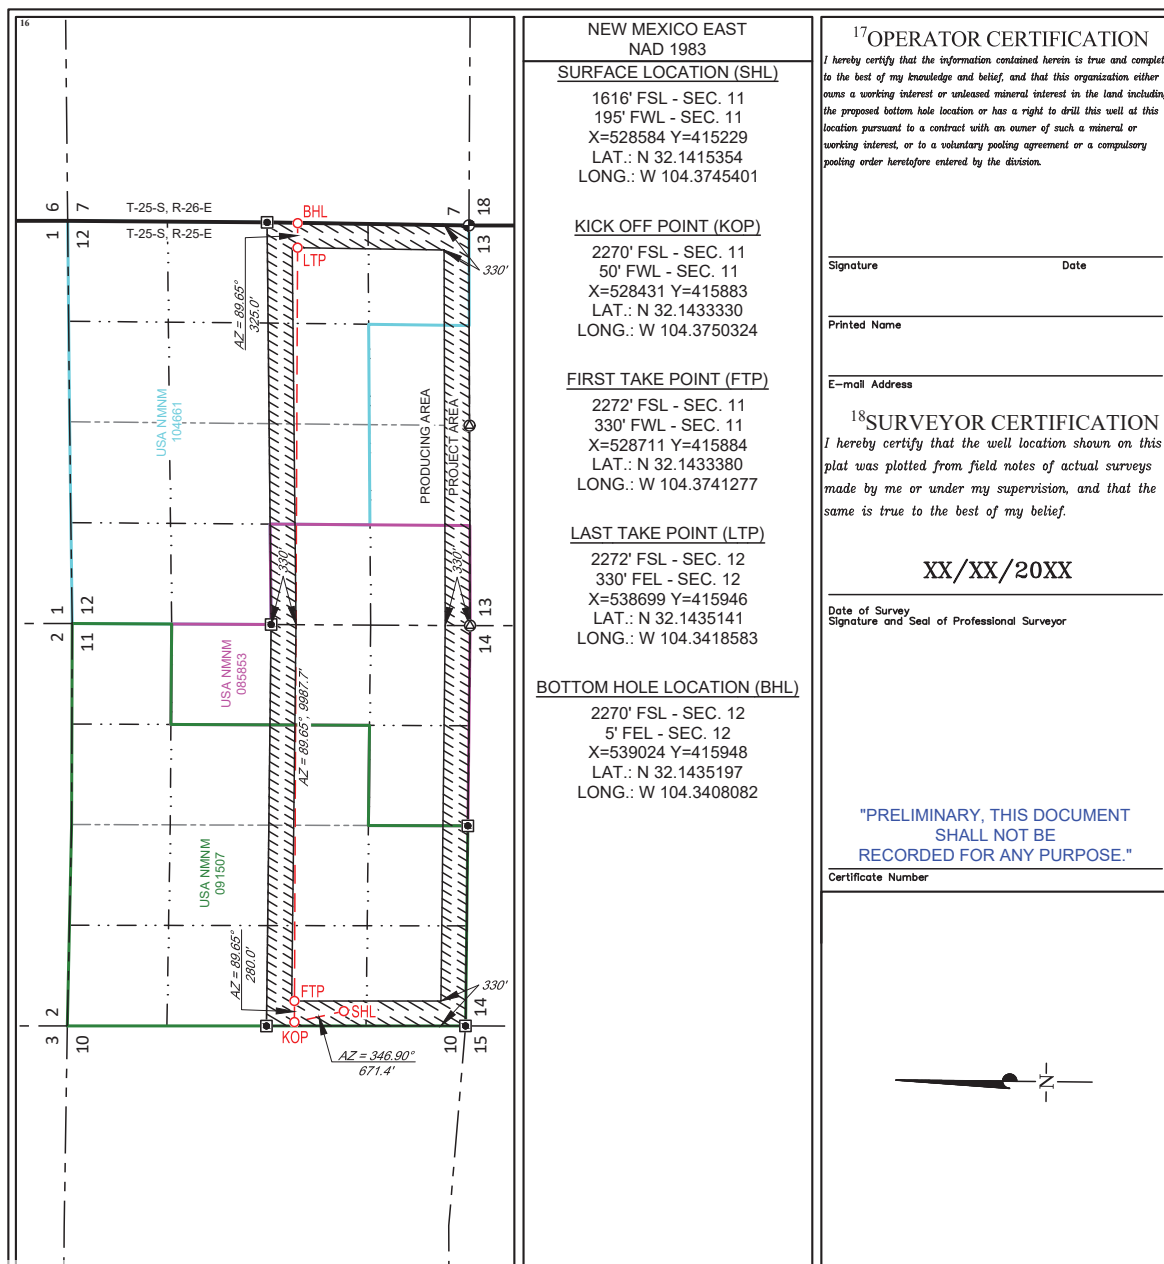 16
6
7
T-25-S, R-26-E
7
18
1
12
T-25-S, R-25-E
13
BHL
LTP
330'
AZ = 89.65°
325.0'
USA NMNM
104661
PRODUCING AREA
PROJECT AREA
330'
330'
1
12
2
11
13
14
USA NMNM
085853
AZ = 89.65°, 9987.7'
USA NMNM
091507
AZ = 89.65°
280.0'
FTP
SHL
KOP
330'
2
3
10
14
10
15
AZ = 346.90°
671.4'
NEW MEXICO EAST
NAD 1983
SURFACE LOCATION (SHL)
1616' FSL - SEC. 11
195' FWL - SEC. 11
X=528584 Y=415229
LAT.: N 32.1415354
LONG.: W 104.3745401
KICK OFF POINT (KOP)
2270' FSL - SEC. 11
50' FWL - SEC. 11
X=528431 Y=415883
LAT.: N 32.1433330
LONG.: W 104.3750324
FIRST TAKE POINT (FTP)
2272' FSL - SEC. 11
330' FWL - SEC. 11
X=528711 Y=415884
LAT.: N 32.1433380
LONG.: W 104.3741277
LAST TAKE POINT (LTP)
2272' FSL - SEC. 12
330' FEL - SEC. 12
X=538699 Y=415946
LAT.: N 32.1435141
LONG.: W 104.3418583
BOTTOM HOLE LOCATION (BHL)
2270' FSL - SEC. 12
5' FEL - SEC. 12
X=539024 Y=415948
LAT.: N 32.1435197
LONG.: W 104.3408082
17OPERATOR CERTIFICATION
I hereby certify that the information contained herein is true and complet
to the best of my knowledge and belief, and that this organization either
owns a working interest or unleased mineral interest in the land including
the proposed bottom hole location or has a right to drill this well at this
location pursuant to a contract with an owner of such a mineral or
working interest, or to a voluntary pooling agreement or a compulsory
pooling order heretofore entered by the division.
Signature Date
Printed Name
E-mail Address
18SURVEYOR CERTIFICATION
I hereby certify that the well location shown on this
plat was plotted from field notes of actual surveys
made by me or under my supervision, and that the
same is true to the best of my belief.
XX/XX/20XX
Date of Survey
Signature and Seal of Professional Surveyor
"PRELIMINARY, THIS DOCUMENT
SHALL NOT BE
RECORDED FOR ANY PURPOSE."
Certificate Number
N